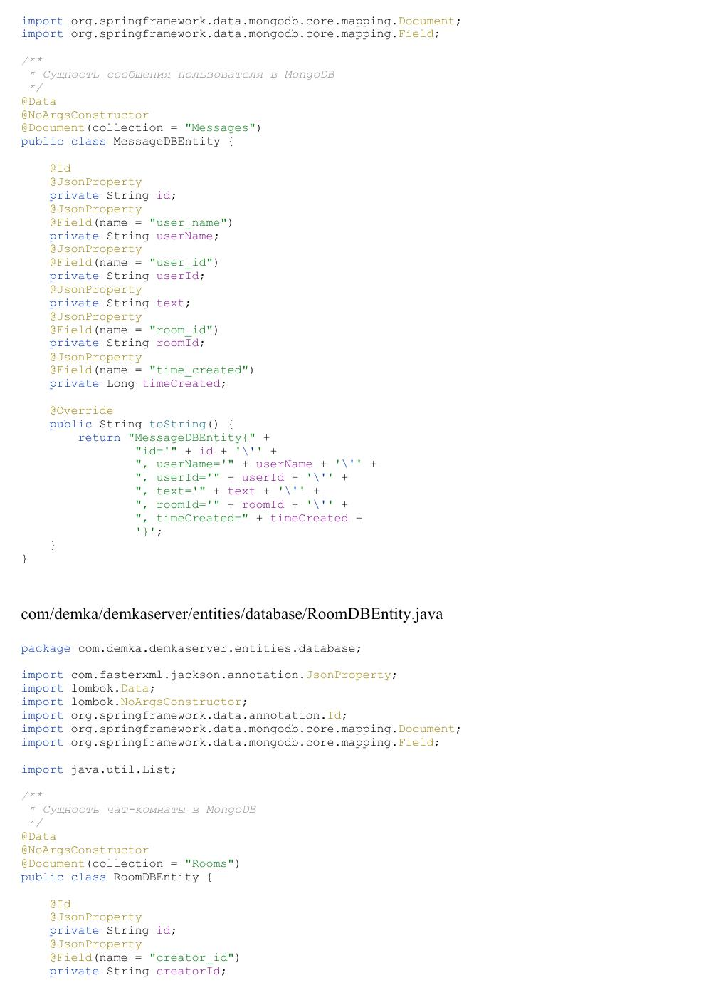 import org.springframework.data.mongodb.core.mapping.Document;
import org.springframework.data.mongodb.core.mapping.Field;

/**
 * Сущность сообщения пользователя в MongoDB
 */
@Data
@NoArgsConstructor
@Document(collection = "Messages")
public class MessageDBEntity {

    @Id
    @JsonProperty
    private String id;
    @JsonProperty
    @Field(name = "user_name")
    private String userName;
    @JsonProperty
    @Field(name = "user_id")
    private String userId;
    @JsonProperty
    private String text;
    @JsonProperty
    @Field(name = "room_id")
    private String roomId;
    @JsonProperty
    @Field(name = "time_created")
    private Long timeCreated;

    @Override
    public String toString() {
        return "MessageDBEntity{" +
                "id='" + id + '\'' +
                ", userName='" + userName + '\'' +
                ", userId='" + userId + '\'' +
                ", text='" + text + '\'' +
                ", roomId='" + roomId + '\'' +
                ", timeCreated=" + timeCreated +
                '}';
    }
}

com/demka/demkaserver/entities/database/RoomDBEntity.java

package com.demka.demkaserver.entities.database;

import com.fasterxml.jackson.annotation.JsonProperty;
import lombok.Data;
import lombok.NoArgsConstructor;
import org.springframework.data.annotation.Id;
import org.springframework.data.mongodb.core.mapping.Document;
import org.springframework.data.mongodb.core.mapping.Field;

import java.util.List;

/**
 * Сущность чат-комнаты в MongoDB
 */
@Data
@NoArgsConstructor
@Document(collection = "Rooms")
public class RoomDBEntity {

    @Id
    @JsonProperty
    private String id;
    @JsonProperty
    @Field(name = "creator_id")
    private String creatorId;